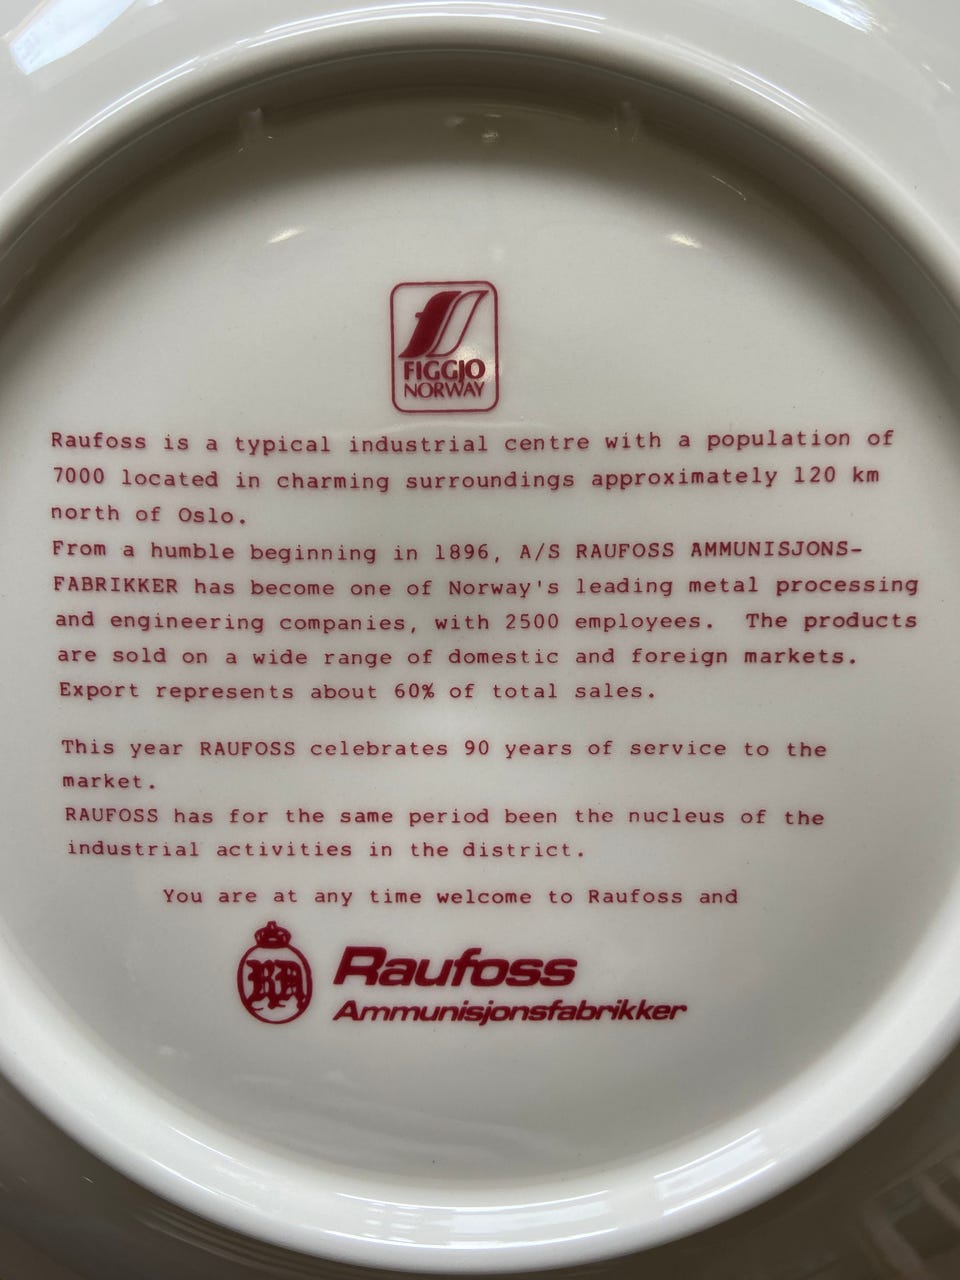 FIGGJO
NORWAY
Raufoss is a typical industrial centre with a population of
7000 located in charming surroundings approximately 120 km
north of Oslo.
From a humble beginning in 1896, A/S RAUFOSS AMMUNISJONS-
FABRIKKER has become one of Norway's leading metal processing
and engineering companies, with 2500 employees. The products
are sold on a wide range of domestic and foreign markets.
Export represents about 60% of total sales.
This year RAUFOSS celebrates 90 years of service to the
market.
RAUFOSS has for the same period been the nucleus of the
industrial activities in the district.
You are at any time welcome to Raufoss and
RA
Raufoss
Ammunisjonsfabrikker